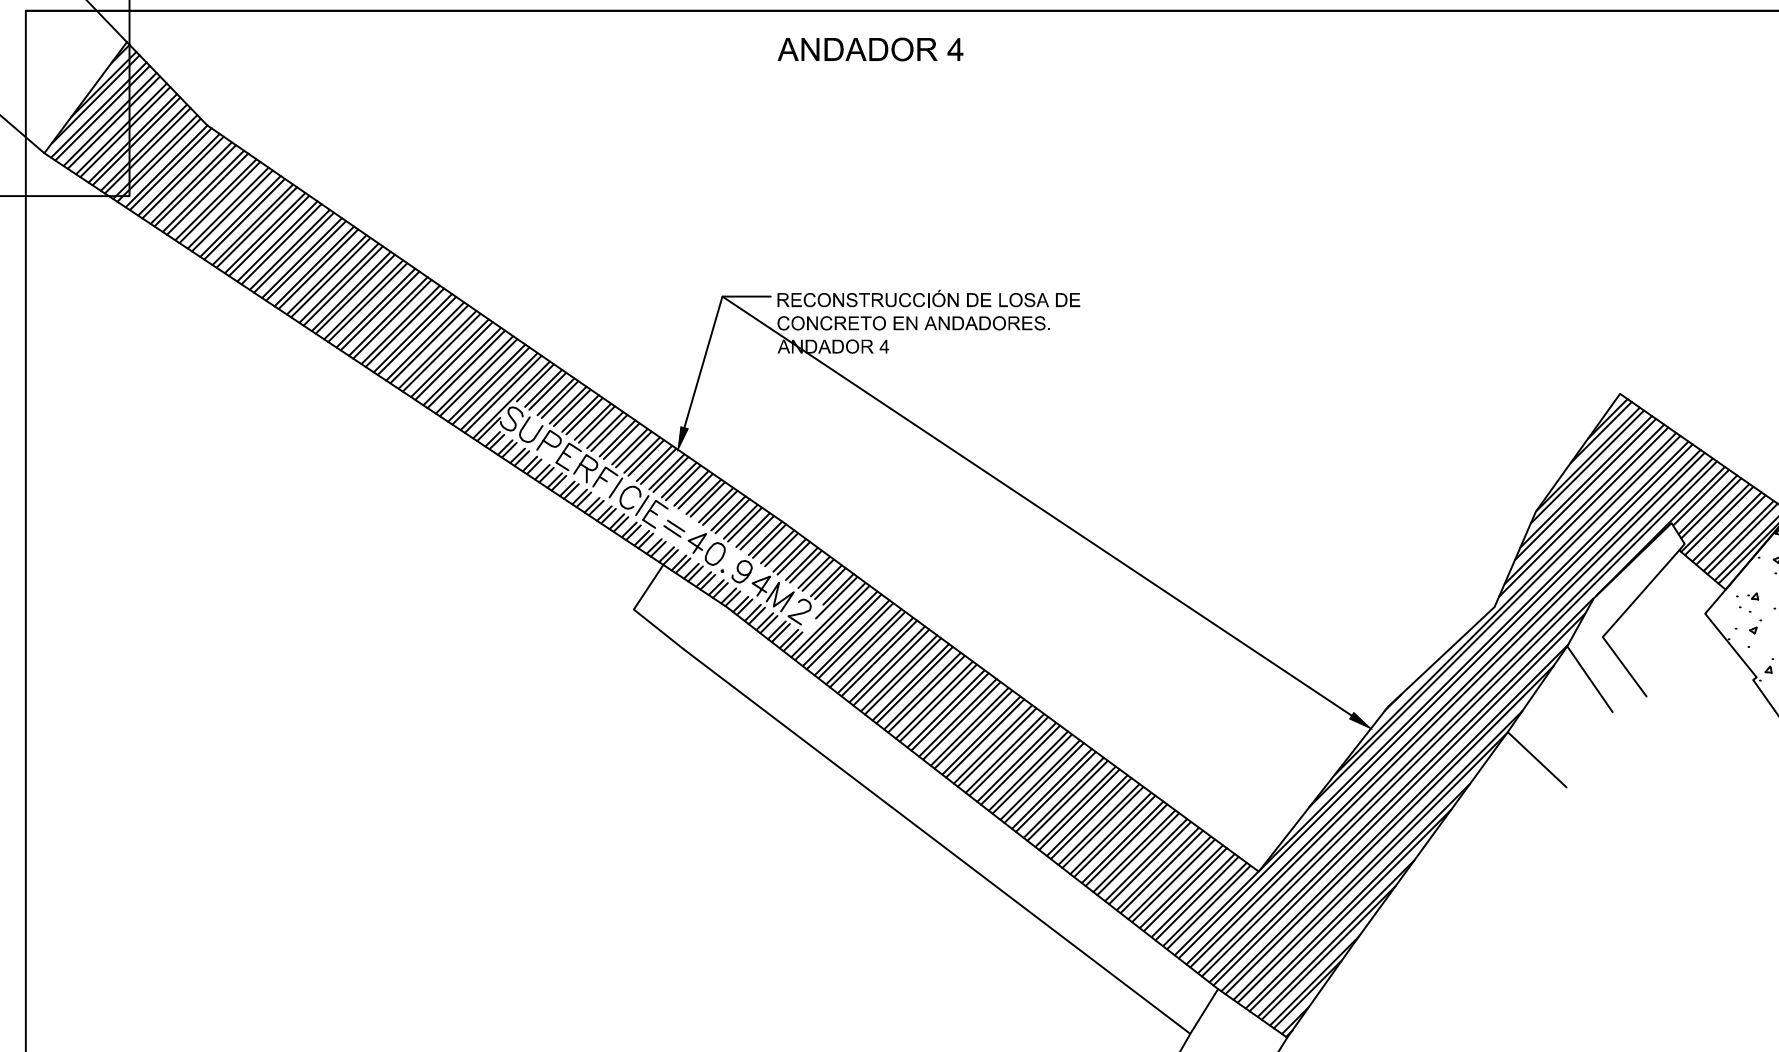 ANDADOR 4
RECONSTRUCCIÓN DE LOSA DE
CONCRETO EN ANDADORES.
ANDADOR 4
SUPERFICIE=40.94M2